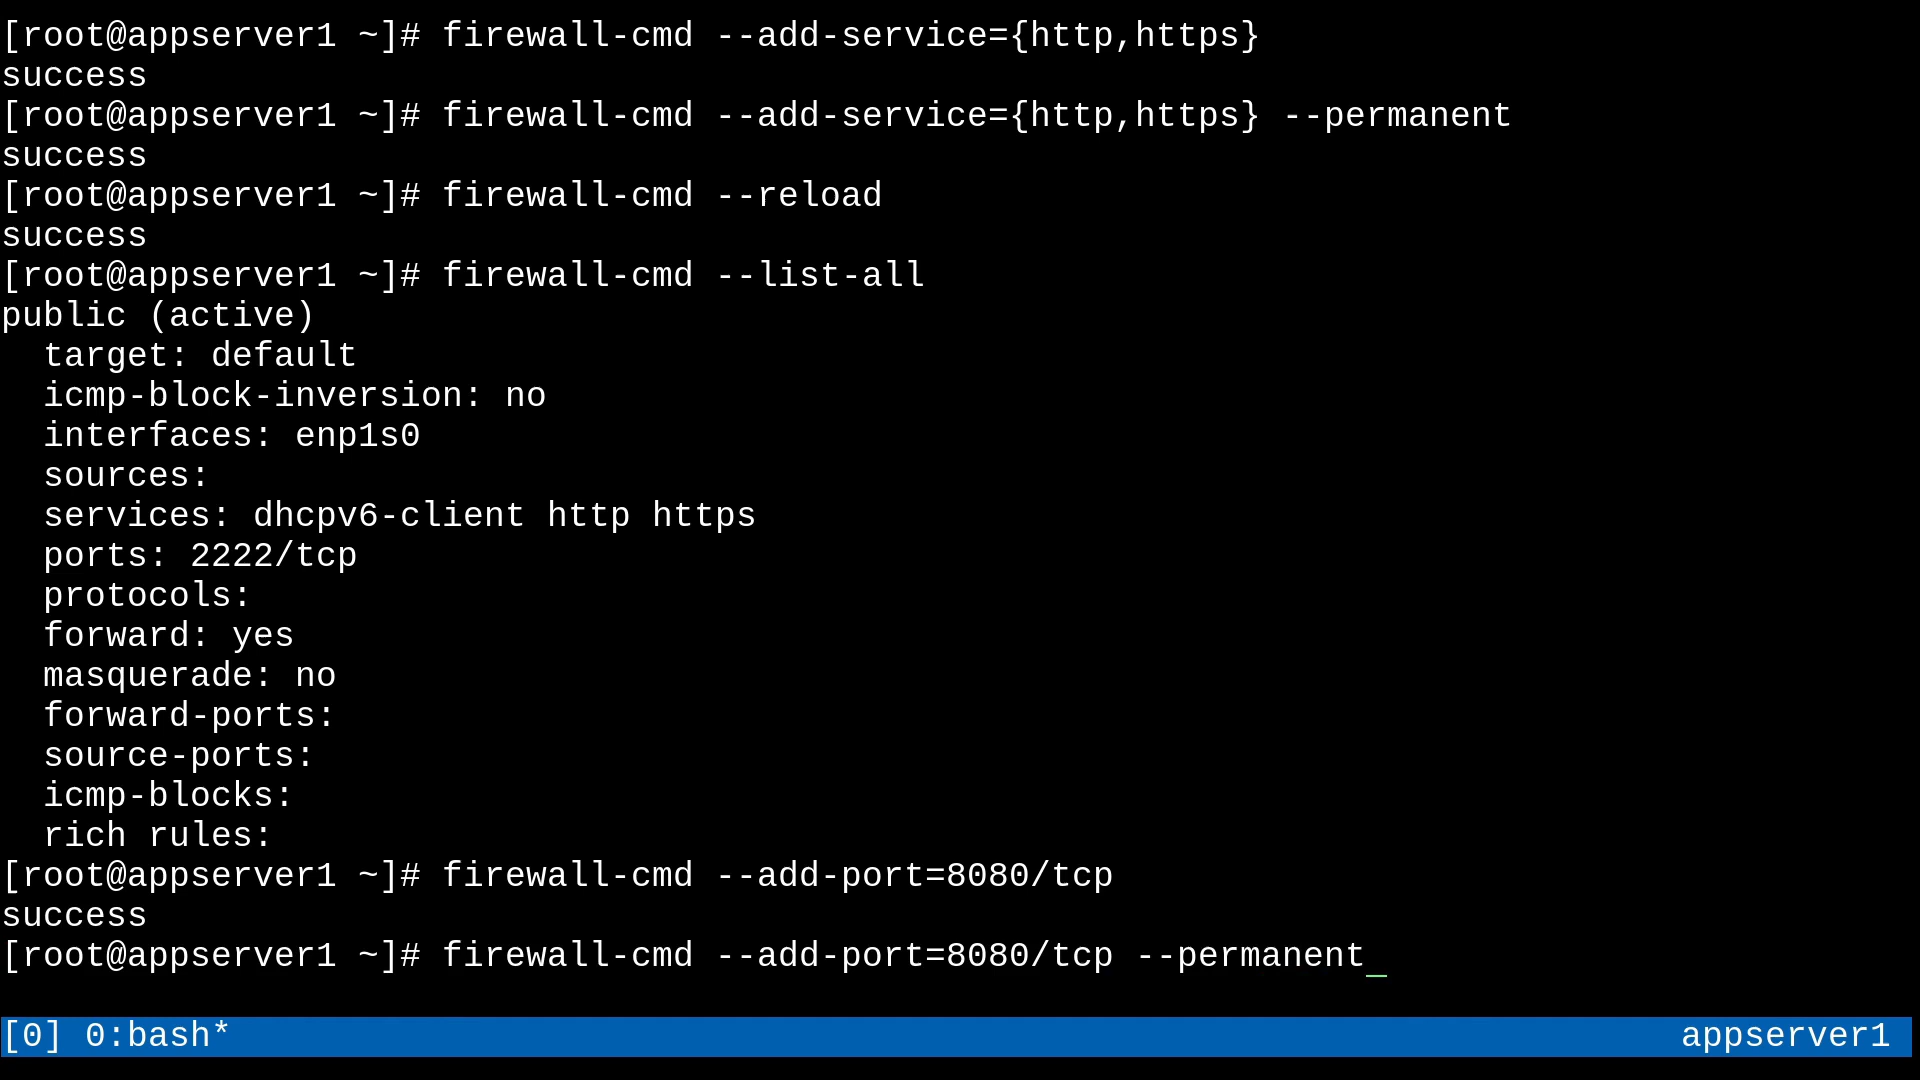 [root@appserver1 ~]# firewall-cmd --add-service={http,https}
success
[root@appserver1 ~]# firewall-cmd --add-service={http,https} --permanent
success
[root@appserver1 ~]# firewall-cmd --reload
success
[root@appserver1 ~]# firewall-cmd --list-all
public (active)
  target: default
  icmp-block-inversion: no
  interfaces: enp1s0
  sources:
  services: dhcpv6-client http https
  ports: 2222/tcp
  protocols:
  forward: yes
  masquerade: no
  forward-ports:
  source-ports:
  icmp-blocks:
  rich rules:
[root@appserver1 ~]# firewall-cmd --add-port=8080/tcp
success
[root@appserver1 ~]# firewall-cmd --add-port=8080/tcp --permanent
[0] 0:bash* appserver1